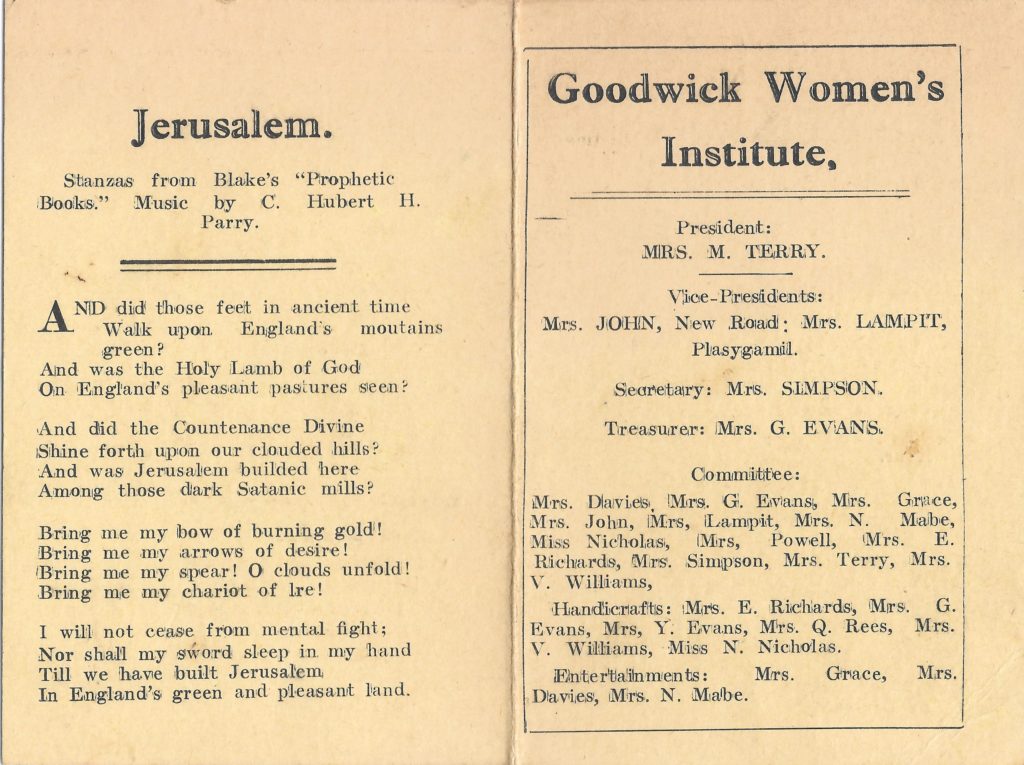 Jerusalem.
Stanzas from Blake's "Prophetic
Books." Music by C. Hubert H.
Parry.
AND did those feet in ancient time
Walk upon England's moutains
green?
And was the Holy Lamb of God
On England's pleasant pastures seen?
And did the Countenance Divine
Shine forth upon our clouded hills?
And was Jerusalem builded here
Among those dark Satanic mills?
Bring me my bow of burning gold!
Bring me my arrows of desire!
Bring me my spear! O clouds unfold!
Bring me my chariot of Ire!
I will not cease from mental fight;
Nor shall my sword sleep in my hand
Till we have built Jerusalem
In England's green and pleasant land.
Goodwick Women's
Institute,
President:
MRS. M. TERRY.
Vice-Presidents:
Mrs. JOHN, New Road; Mrs. LAMPIT,
Plasygamil.
Secretary: Mrs. SIMPSON.
Treasurer: Mrs. G. EVANS.
Committee:
Mrs. Davies, Mrs. G. Evans, Mrs. Grace,
Mrs. John, Mrs, Lampit, Mrs. N. Mabe,
Miss Nicholas, Mrs, Powell, Mrs. E.
Richards, Mrs. Simpson, Mrs. Terry, Mrs.
V. Williams,
Handicrafts: Mrs. E. Richards, Mrs. G.
Evans, Mrs, Y. Evans, Mrs. Q. Rees, Mrs.
V. Williams, Miss N. Nicholas.
Entertainments: Mrs. Grace, Mrs.
Davies, Mrs. N. Mabe.